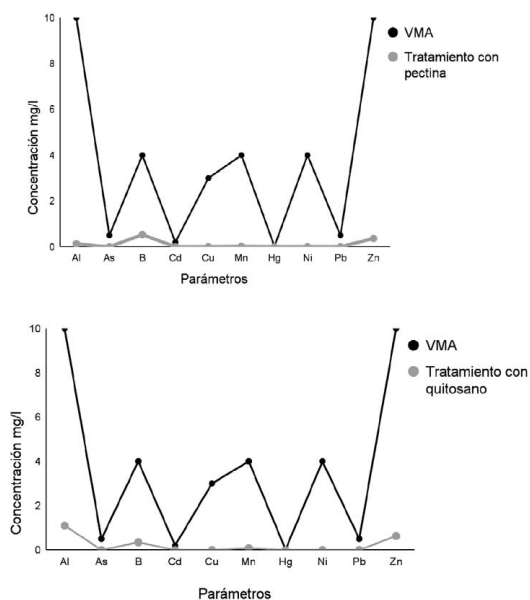 10
VMA
Tratamiento con
pectina
8
6
4
2
0
Concentración mg/l
Al As B Cd Cu Mn Hg Ni Pb Zn
Parámetros
10
VMA
Tratamiento con
quitosano
8
6
4
2
0
Concentración mg/l
Al As B Cd Cu Mn Hg Ni Pb Zn
Parámetros